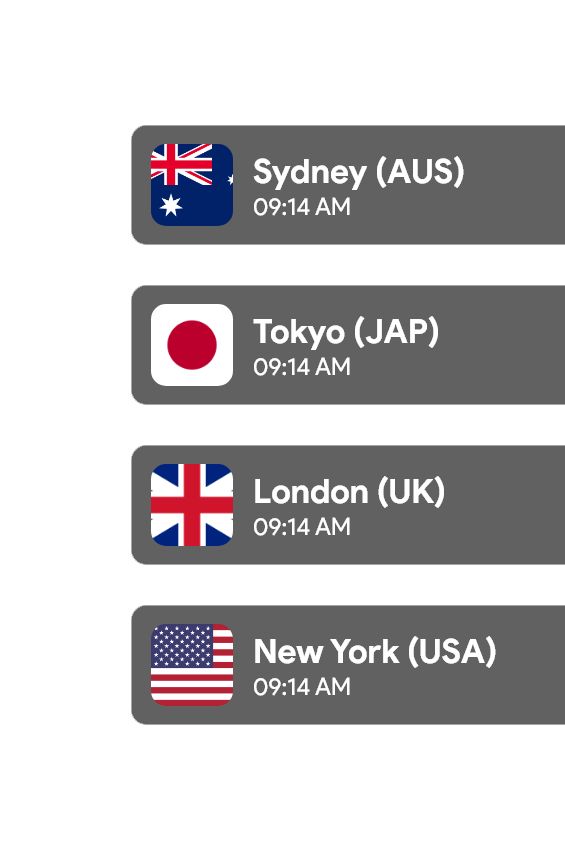 Sydney (AUS)
09:14 AM
Tokyo (JAP)
09:14 AM
London (UK)
09:14 AM
New York (USA)
09:14 AM